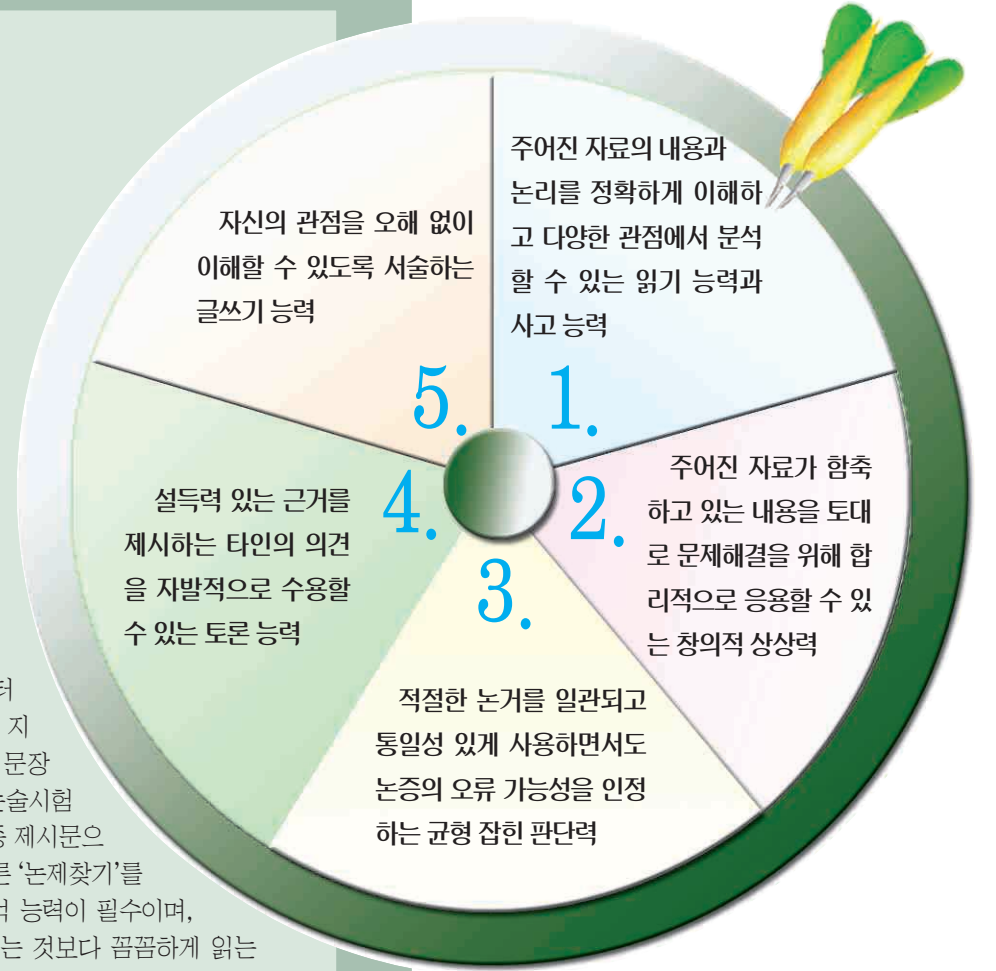 주어진 자료의 내용과
논리를 정확하게 이해하
고 다양한 관점에서 분석
할 수 있는 읽기 능력과
사고 능력
1.
주어진 자료가 함축
하고 있는 내용을 토대
로 문제해결을 위해 합
리적으로 응용할 수 있
는 창의적 상상력
2.
적절한 논거를 일관되고
통일성 있게 사용하면서도
논증의 오류 가능성을 인정
하는 균형 잡힌 판단력
3.
설득력 있는 근거를
제시하는 타인의 의견
을 자발적으로 수용할
수 있는 토론 능력
4.
자신의 관점을 오해 없이
이해할 수 있도록 서술하는
글쓰기 능력
5.
터
지
문장
논술시험
제시문으
른 ‘논제찾기’를
능력이 필수이며,
는 것보다 꼼꼼하게 읽는